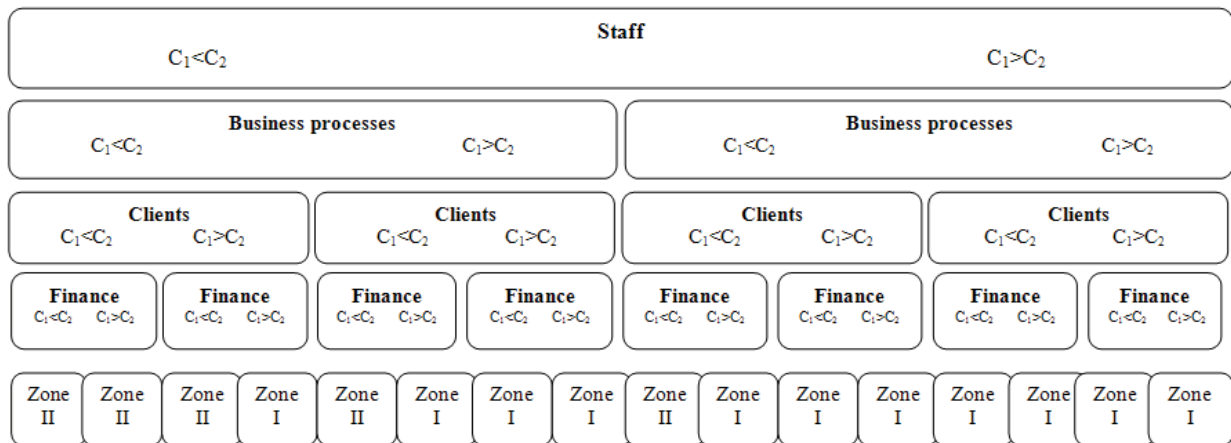 Staff
C₁<C₂ C₁>C₂
Business processes Business processes
C₁<C₂ C₁>C₂ C₁<C₂ C₁>C₂
Clients Clients Clients Clients
C₁<C₂ C₁>C₂ C₁<C₂ C₁>C₂ C₁<C₂ C₁>C₂ C₁<C₂ C₁>C₂
Finance Finance Finance Finance Finance Finance Finance Finance
C₁<C₂ C₁>C₂ C₁<C₂ C₁>C₂ C₁<C₂ C₁>C₂ C₁<C₂ C₁>C₂ C₁<C₂ C₁>C₂ C₁<C₂ C₁>C₂ C₁<C₂ C₁>C₂ C₁<C₂ C₁>C₂
Zone Zone Zone Zone Zone Zone Zone Zone Zone Zone Zone Zone Zone Zone Zone Zone
II II II I II I I I II I I I I I I I